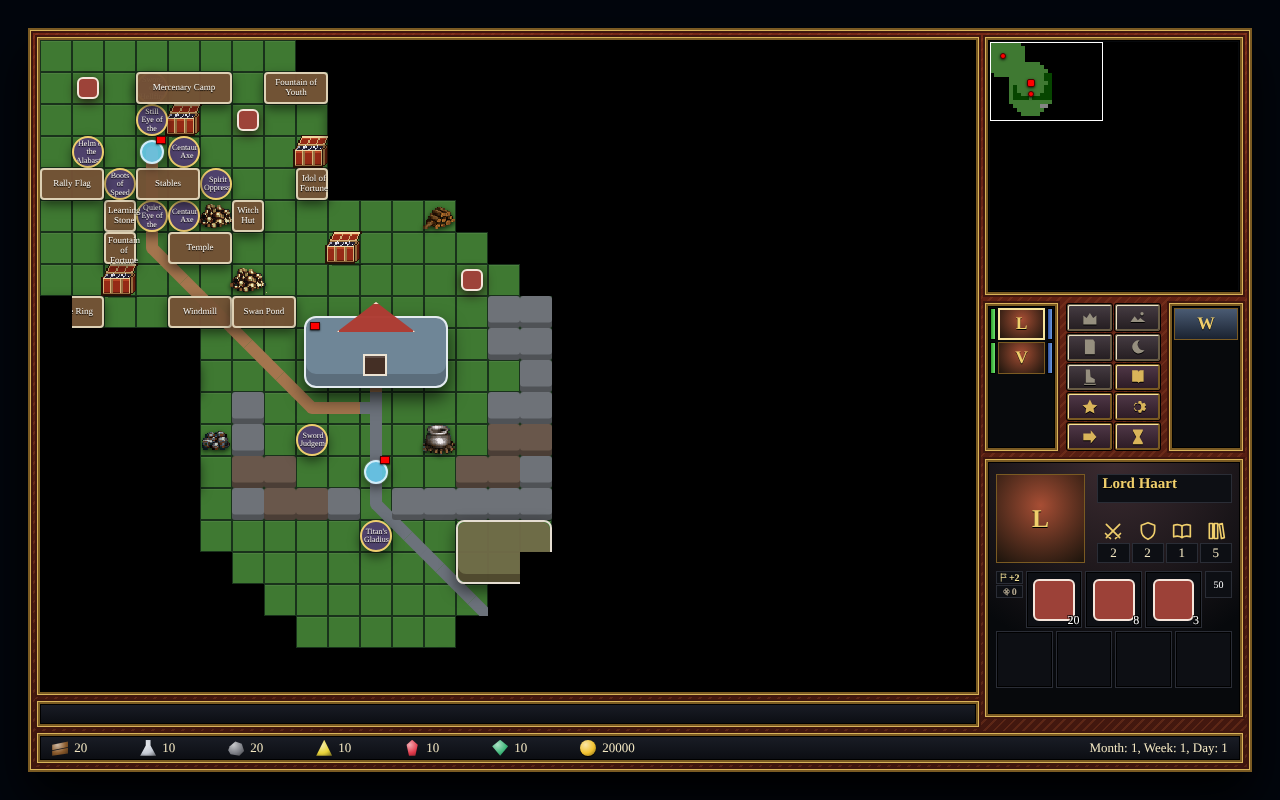 Mercenary Camp
Fountain of
Youth
Still
Eye of
the
Helm
the
Alabast
Centaur
Axe
Rally Flag
Boots
of
Speed
Stables
Spirit
Oppress
Idol of
Fortune
Learning
Stone
Quiet
Eye of
the
Centaur
Axe
Witch
Hut
Fountain
of
Fortune
Temple
Ring
Windmill
Swan Pond
Sword
Judgem
Titan's
Gladius
L
V
W
L
Lord Haart
2 2 1 5
+2
0
20
8
3
50
20 10 20 10 10 10 20000
Month: 1, Week: 1, Day: 1